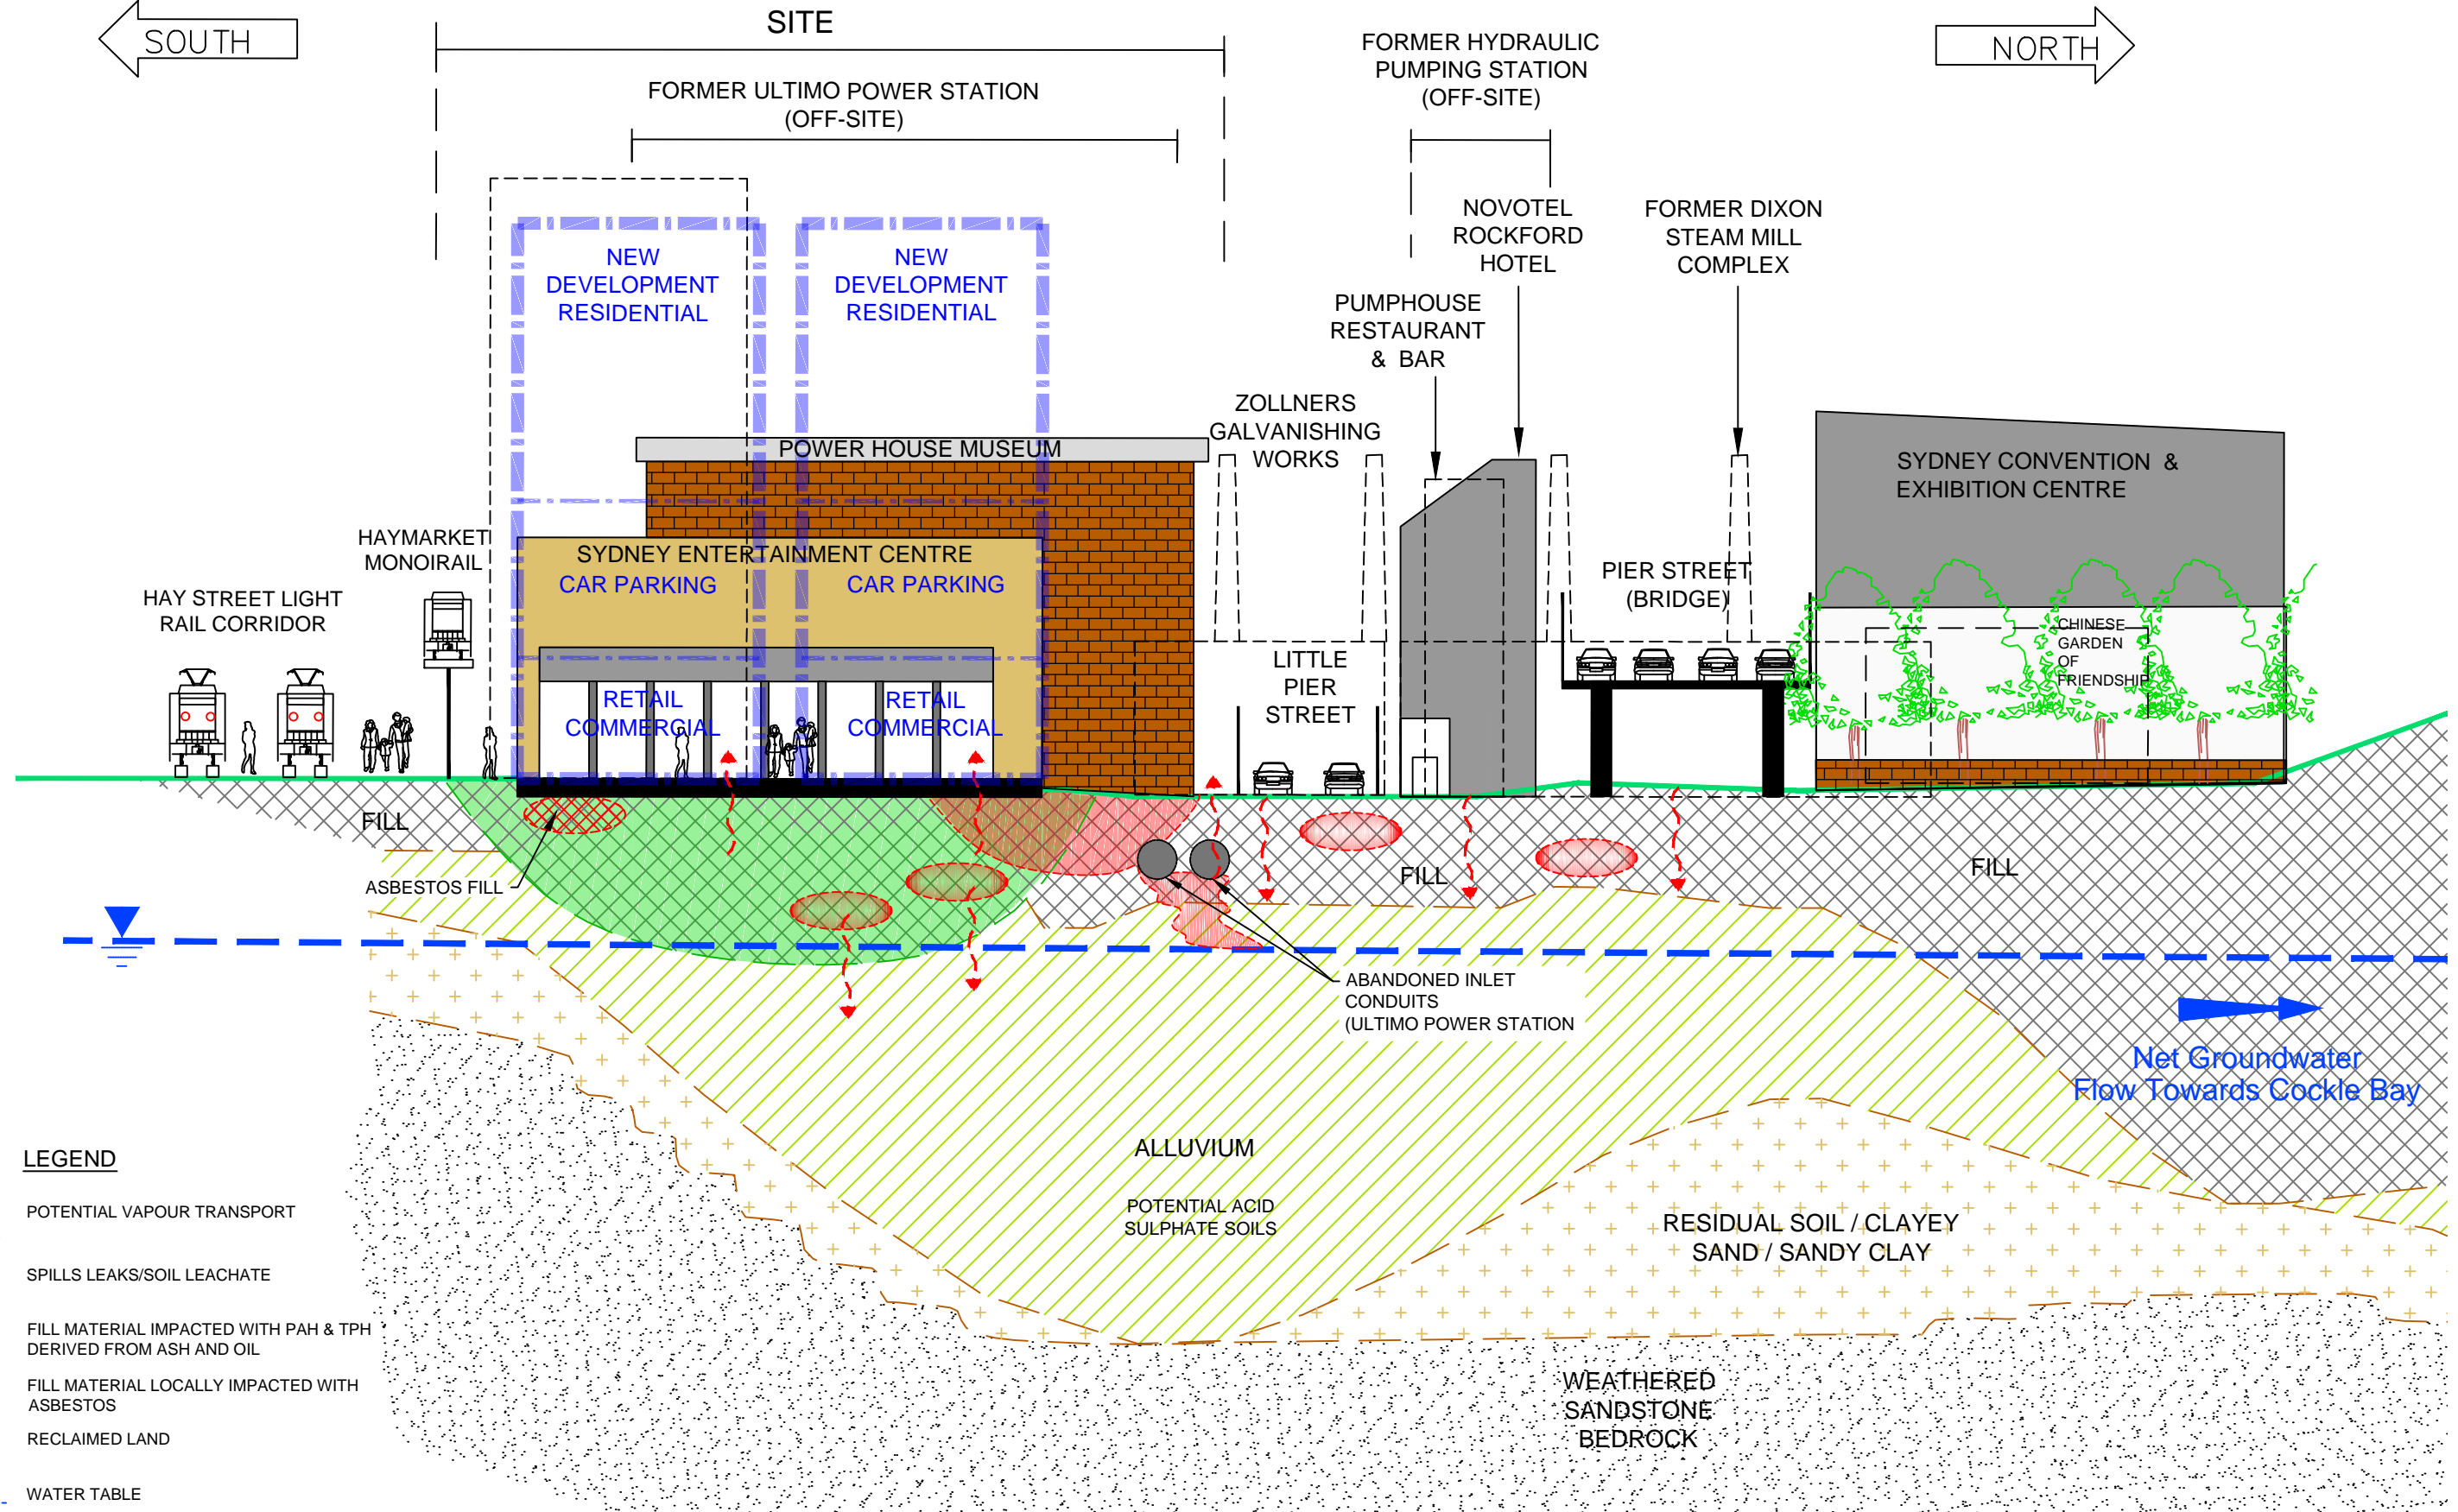 SOUTH
SITE
NORTH
FORMER ULTIMO POWER STATION
(OFF-SITE)
FORMER HYDRAULIC
PUMPING STATION
(OFF-SITE)
NOVOTEL
ROCKFORD
HOTEL
FORMER DIXON
STEAM MILL
COMPLEX
NEW
DEVELOPMENT
RESIDENTIAL
NEW
DEVELOPMENT
RESIDENTIAL
PUMPHOUSE
RESTAURANT
& BAR
ZOLLNERS
GALVANISHING
WORKS
POWER HOUSE MUSEUM
SYDNEY CONVENTION &
EXHIBITION CENTRE
HAYMARKET
MONOIRAIL
SYDNEY ENTERTAINMENT CENTRE
CAR PARKING
CAR PARKING
PIER STREET
(BRIDGE)
HAY STREET LIGHT
RAIL CORRIDOR
CHINESE
GARDEN
OF
FRIENDSHIP
LITTLE
PIER
STREET
RETAIL
COMMERCIAL
RETAIL
COMMERCIAL
FILL
ASBESTOS FILL
FILL
FILL
ABANDONED INLET
CONDUITS
(ULTIMO POWER STATION
Net Groundwater
Flow Towards Cockle Bay
ALLUVIUM
POTENTIAL ACID
SULPHATE SOILS
RESIDUAL SOIL / CLAYEY
SAND / SANDY CLAY
WEATHERED
SANDSTONE
BEDROCK
LEGEND
POTENTIAL VAPOUR TRANSPORT
SPILLS LEAKS/SOIL LEACHATE
FILL MATERIAL IMPACTED WITH PAH & TPH
DERIVED FROM ASH AND OIL
FILL MATERIAL LOCALLY IMPACTED WITH
ASBESTOS
RECLAIMED LAND
WATER TABLE